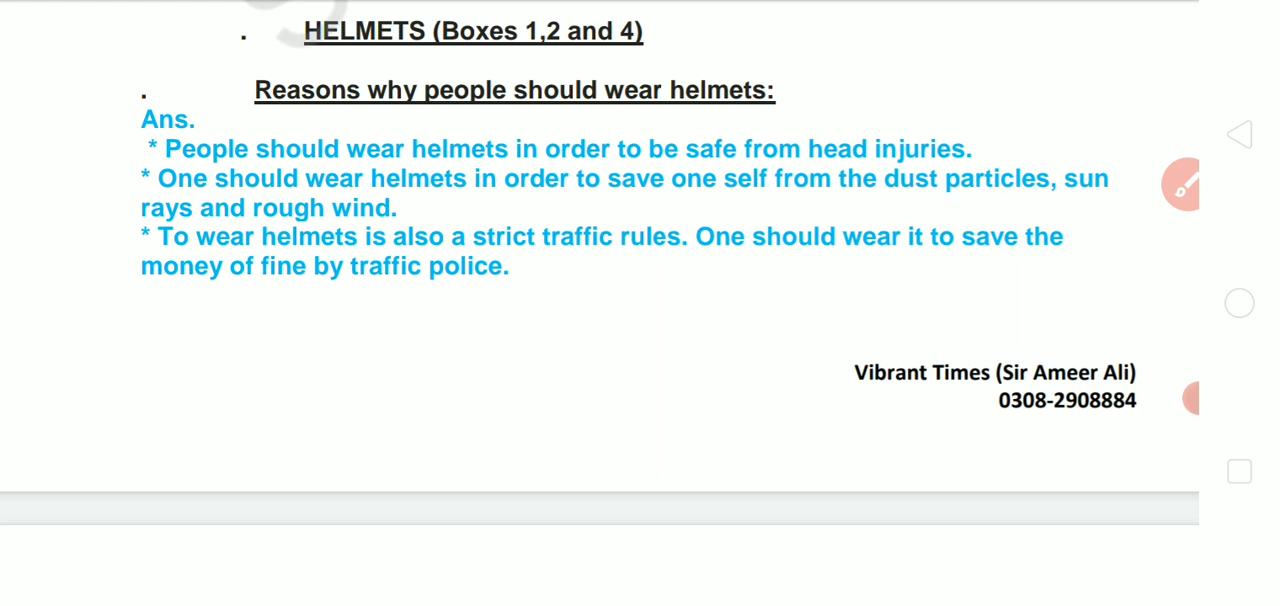 . HELMETS (Boxes 1,2 and 4)
. Reasons why people should wear helmets:
Ans.
* People should wear helmets in order to be safe from head injuries.
* One should wear helmets in order to save one self from the dust particles, sun
rays and rough wind.
* To wear helmets is also a strict traffic rules. One should wear it to save the
money of fine by traffic police.
Vibrant Times (Sir Ameer Ali)
0308-2908884